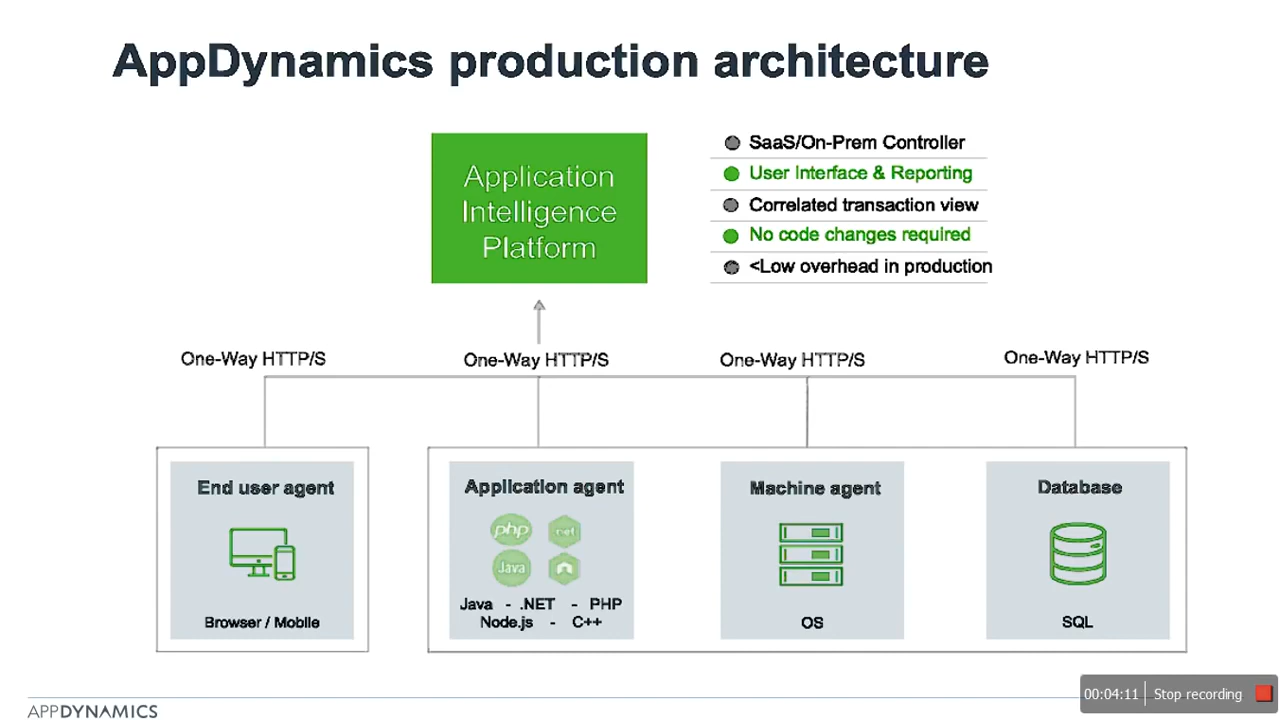 AppDynamics production architecture
Application
Intelligence
Platform
SaaS/On-Prem Controller
User Interface & Reporting
Correlated transaction view
No code changes required
<Low overhead in production
One-Way HTTP/S
One-Way HTTP/S
One-Way HTTP/S
One-Way HTTP/S
End user agent
Browser / Mobile
Application agent
php
.net
Java
Java - .NET - PHP
Node.js - C++
Machine agent
OS
Database
SQL
00:04:11 Stop recording
APPDYNAMICS